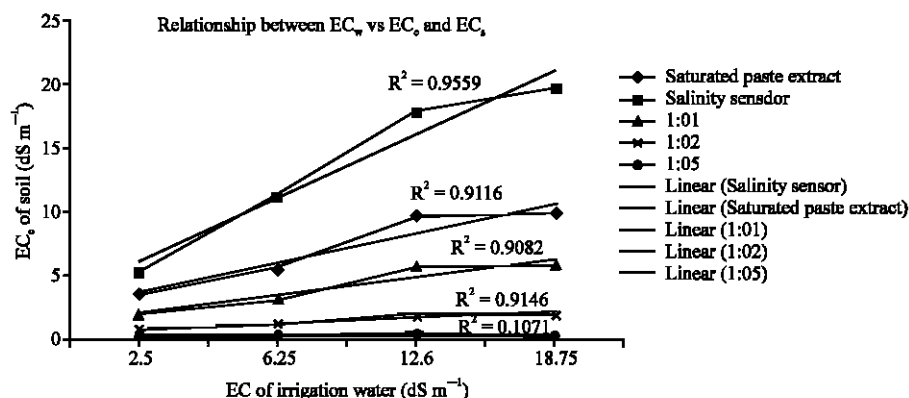 Relationship between ECw vs ECe and ECs
25
20
15
10
5
0
ECe of soil (dS m⁻¹)
R² = 0.9559
R² = 0.9116
R² = 0.9082
R² = 0.9146
R² = 0.1071
2.5 6.25 12.6 18.75
EC of irrigation water (dS m⁻¹)
Saturated paste extract
Salinity sensdor
1:01
1:02
1:05
Linear (Salinity sensor)
Linear (Saturated paste extract)
Linear (1:01)
Linear (1:02)
Linear (1:05)